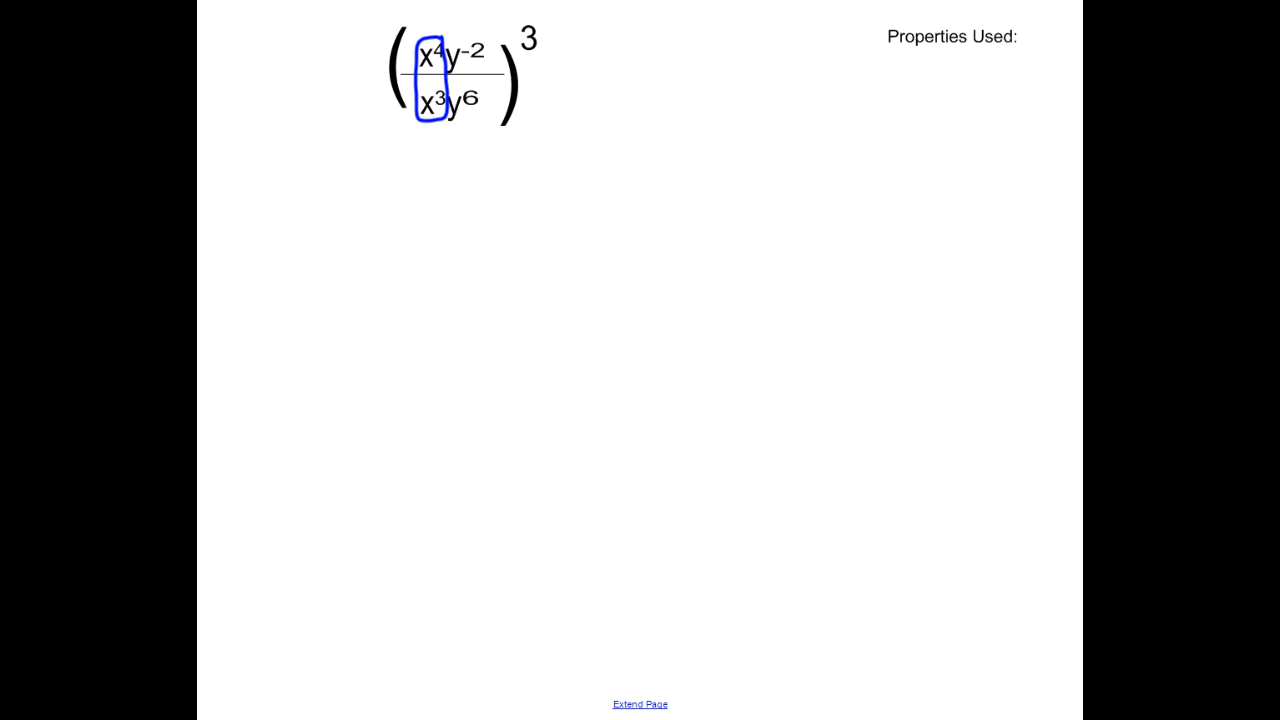 (x⁴y⁻² / x³y⁶)³
Properties Used:
Extend Page